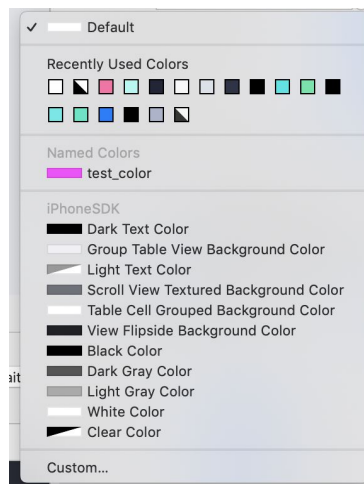 Default
Recently Used Colors
Named Colors
test_color
iPhoneSDK
Dark Text Color
Group Table View Background Color
Light Text Color
Scroll View Textured Background Color
Table Cell Grouped Background Color
View Flipside Background Color
Black Color
Dark Gray Color
Light Gray Color
White Color
Clear Color
Custom...